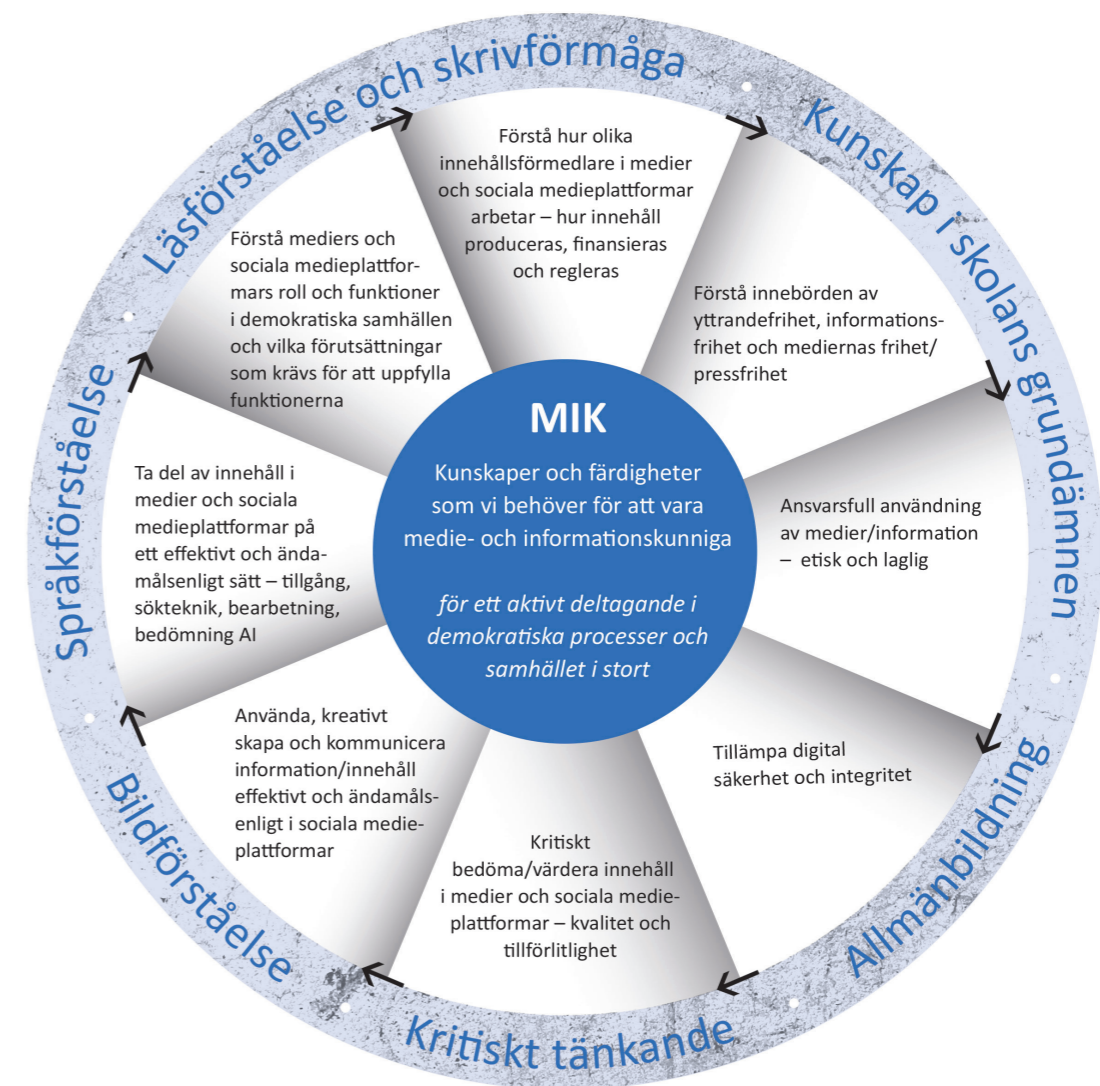 Läsförståelse och skrivförmåga
Kunskap i skolans grundämnen
Allmänbildning
Kritiskt tänkande
Bildförståelse
Språkförståelse
Förstå hur olika
innehållsförmedlare i medier
och sociala medieplattformar
arbetar – hur innehåll
produceras, finansieras
och regleras
Förstå innebörden av
yttrandefrihet, informations-
frihet och mediernas frihet/
pressfrihet
Ansvarsfull användning
av medier/information
– etisk och laglig
Tillämpa digital
säkerhet och integritet
Kritiskt
bedöma/värdera innehåll
i medier och sociala medie-
plattformar – kvalitet och
tillförlitlighet
Använda, kreativt
skapa och kommunicera
information/innehåll
effektivt och ändamåls-
enligt i sociala medie-
plattformar
Ta del av innehåll i
medier och sociala
medieplattformar på
ett effektivt och ända-
målsenligt sätt – tillgång,
sökteknik, bearbetning,
bedömning AI
Förstå mediers och
sociala medieplattfor-
mars roll och funktioner
i demokratiska samhällen
och vilka förutsättningar
som krävs för att uppfylla
funktionerna
MIK
Kunskaper och färdigheter
som vi behöver för att vara
medie- och informationskunniga
för ett aktivt deltagande i
demokratiska processer och
samhället i stort